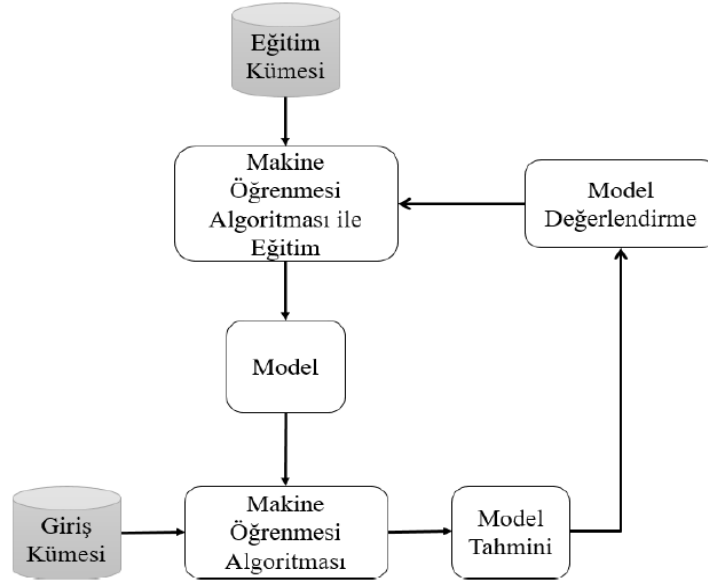 Eğitim
Kümesi
Makine
Öğrenmesi
Algoritması ile
Eğitim
Model
Değerlendirme
Model
Giriş
Kümesi
Makine
Öğrenmesi
Algoritması
Model
Tahmini